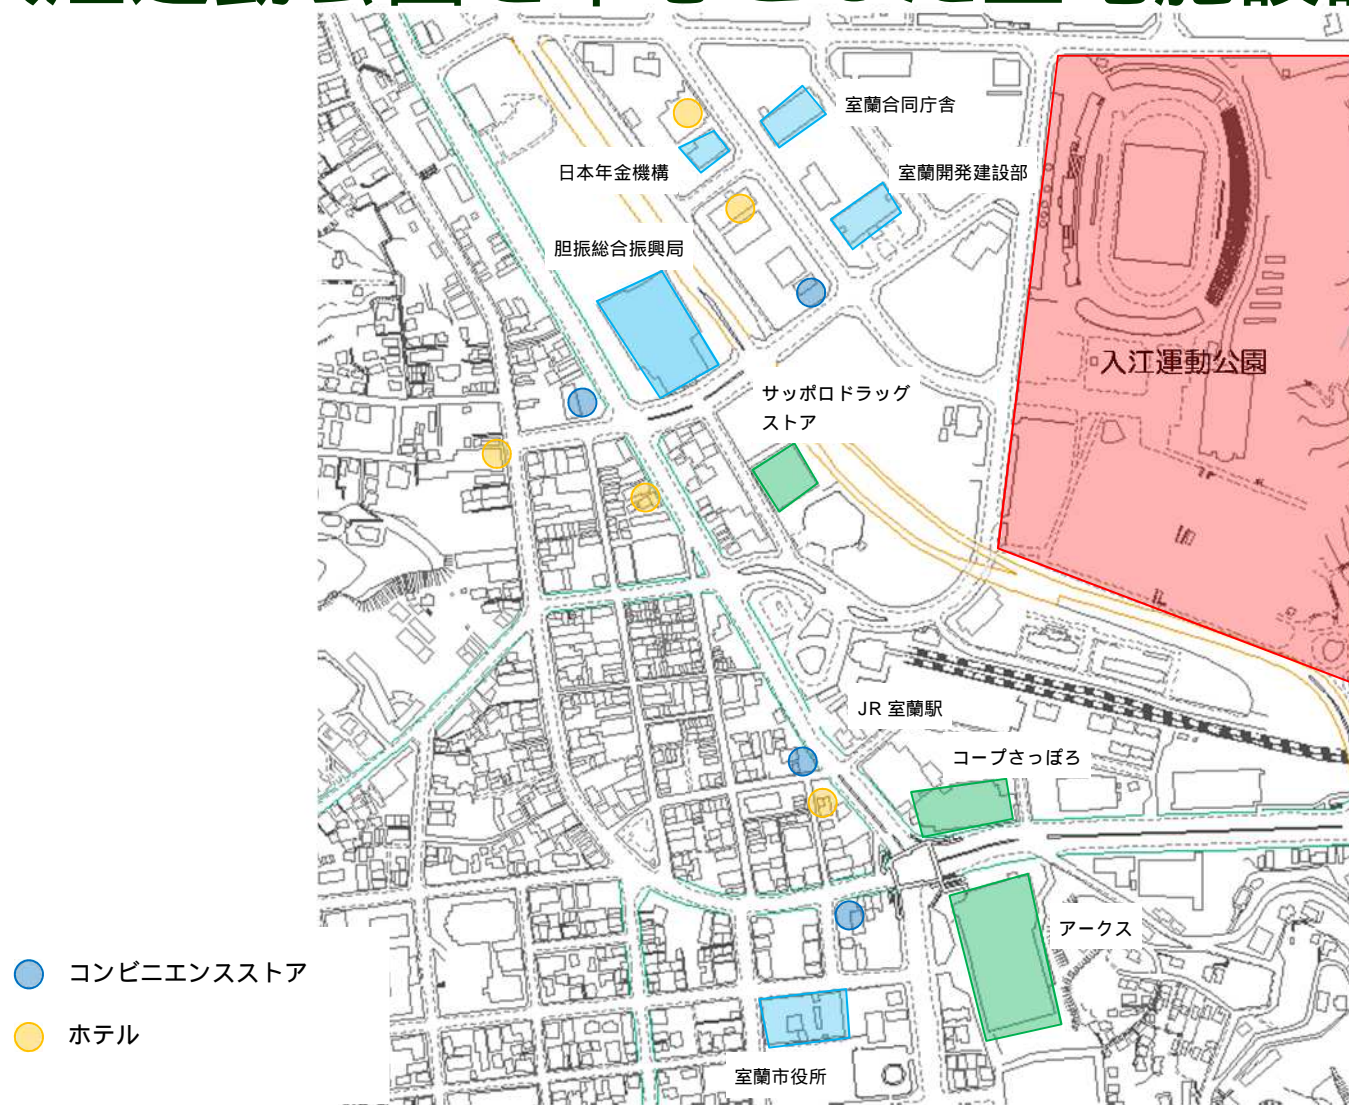 室蘭合同庁舎
日本年金機構
室蘭開発建設部
胆振総合振興局
入江運動公園
サッポロドラッグ
ストア
JR 室蘭駅
コープさっぽろ
アークス
コンビニエンスストア
ホテル
室蘭市役所